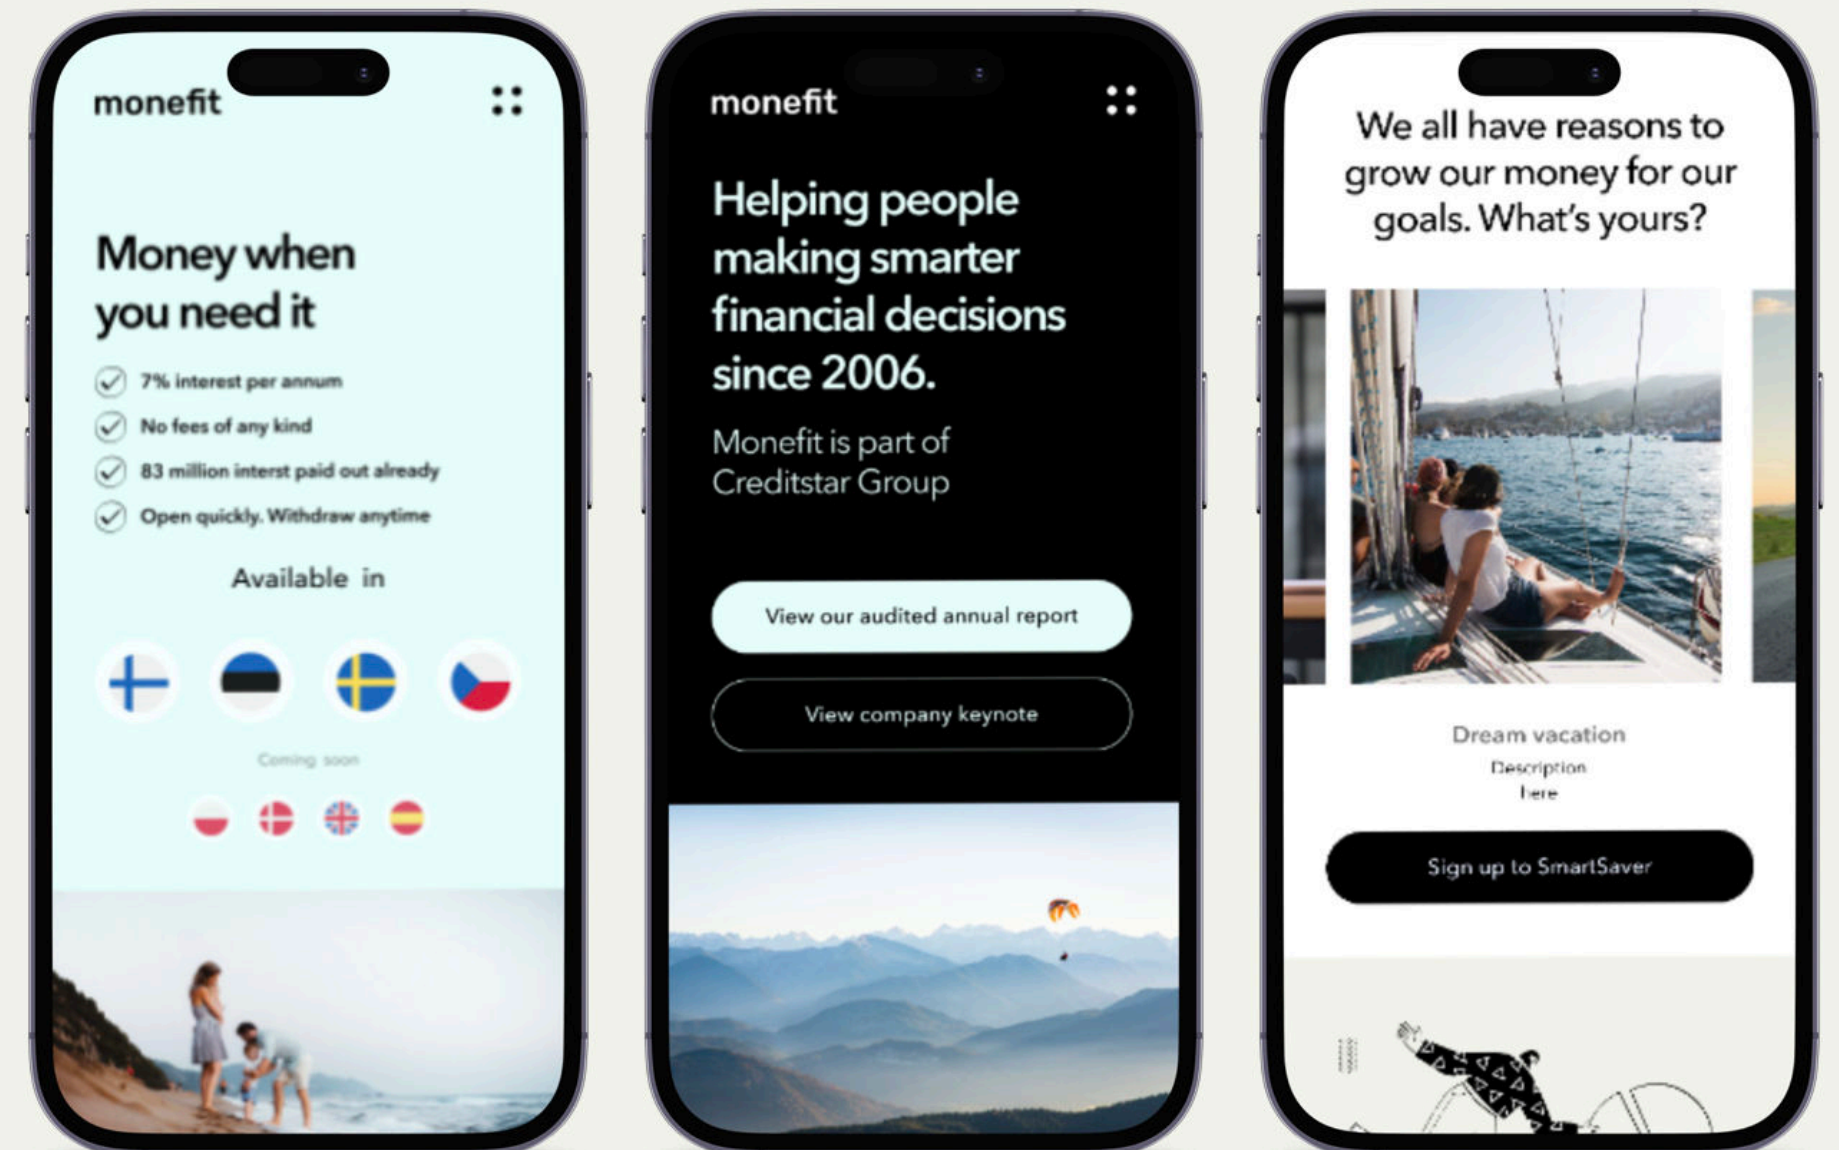 monefit
Money when
you need it
7% interest per annum
No fees of any kind
83 million interst paid out already
Open quickly. Withdraw anytime
Available in
Coming soon
monefit
Helping people
making smarter
financial decisions
since 2006.
Monefit is part of
Creditstar Group
View our audited annual report
View company keynote
We all have reasons to
grow our money for our
goals. What's yours?
Dream vacation
Description
here
Sign up to SmartSaver